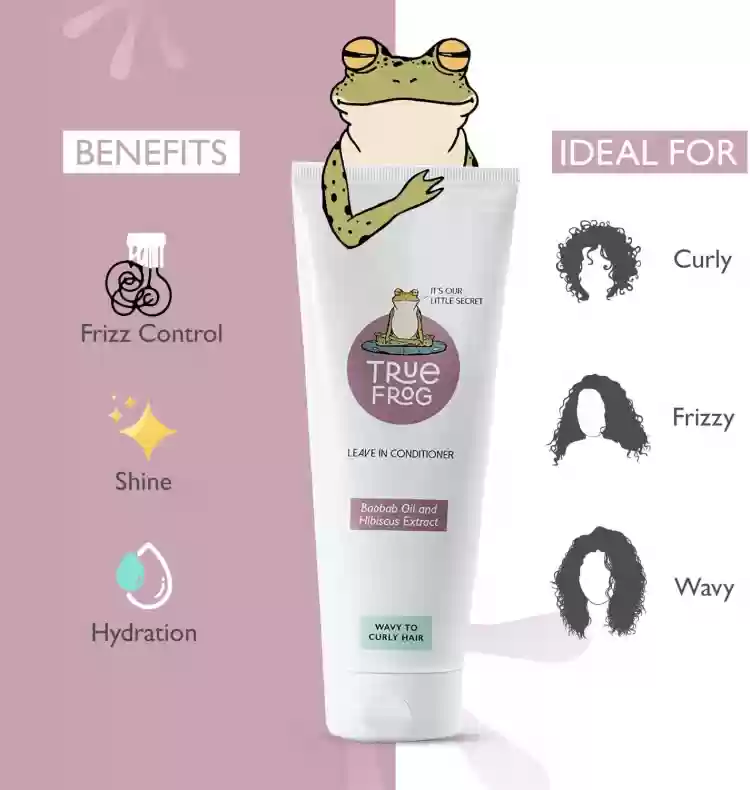 BENEFITS
Frizz Control
Shine
Hydration
IT'S OUR
LITTLE SECRET
TRUE
FROG
LEAVE IN CONDITIONER
Baobab Oil and
Hibiscus Extract
WAVY TO
CURLY HAIR
IDEAL FOR
Curly
Frizzy
Wavy